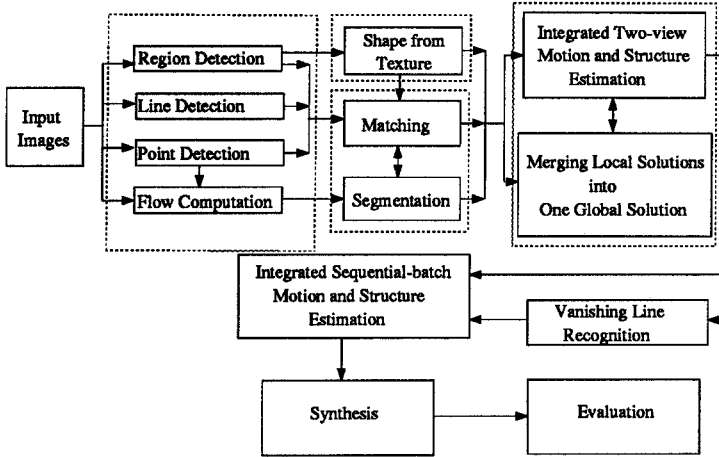 Input
Images
Region Detection
Line Detection
Point Detection
Flow Computation
Shape from
Texture
Matching
Segmentation
Integrated Two-view
Motion and Structure
Estimation
Merging Local Solutions
into
One Global Solution
Integrated Sequential-batch
Motion and Structure
Estimation
Vanishing Line
Recognition
Synthesis
Evaluation